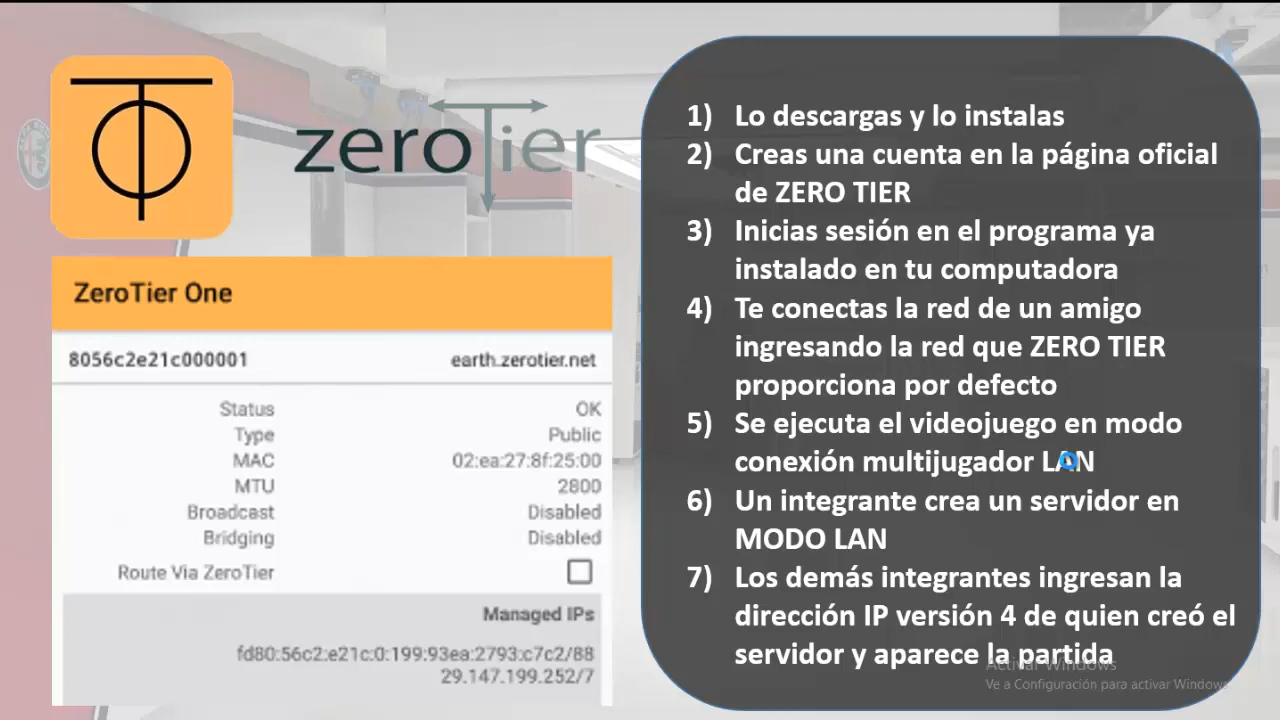 zeroTier
ZeroTier One
8056c2e21c000001 earth.zerotier.net
Status OK
Type Public
MAC 02:ea:27:8f:25:00
MTU 2800
Broadcast Disabled
Bridging Disabled
Route Via ZeroTier
Managed IPs
fd80:56c2:e21c:0:199:93ea:2793:c7c2/88
29.147.199.252/7
1) Lo descargas y lo instalas
2) Creas una cuenta en la página oficial
de ZERO TIER
3) Inicias sesión en el programa ya
instalado en tu computadora
4) Te conectas la red de un amigo
ingresando la red que ZERO TIER
proporciona por defecto
5) Se ejecuta el videojuego en modo
conexión multijugador LAN
6) Un integrante crea un servidor en
MODO LAN
7) Los demás integrantes ingresan la
dirección IP versión 4 de quien creó el
servidor y aparece la partida
Activar Windows
Ve a Configuración para activar Windows.